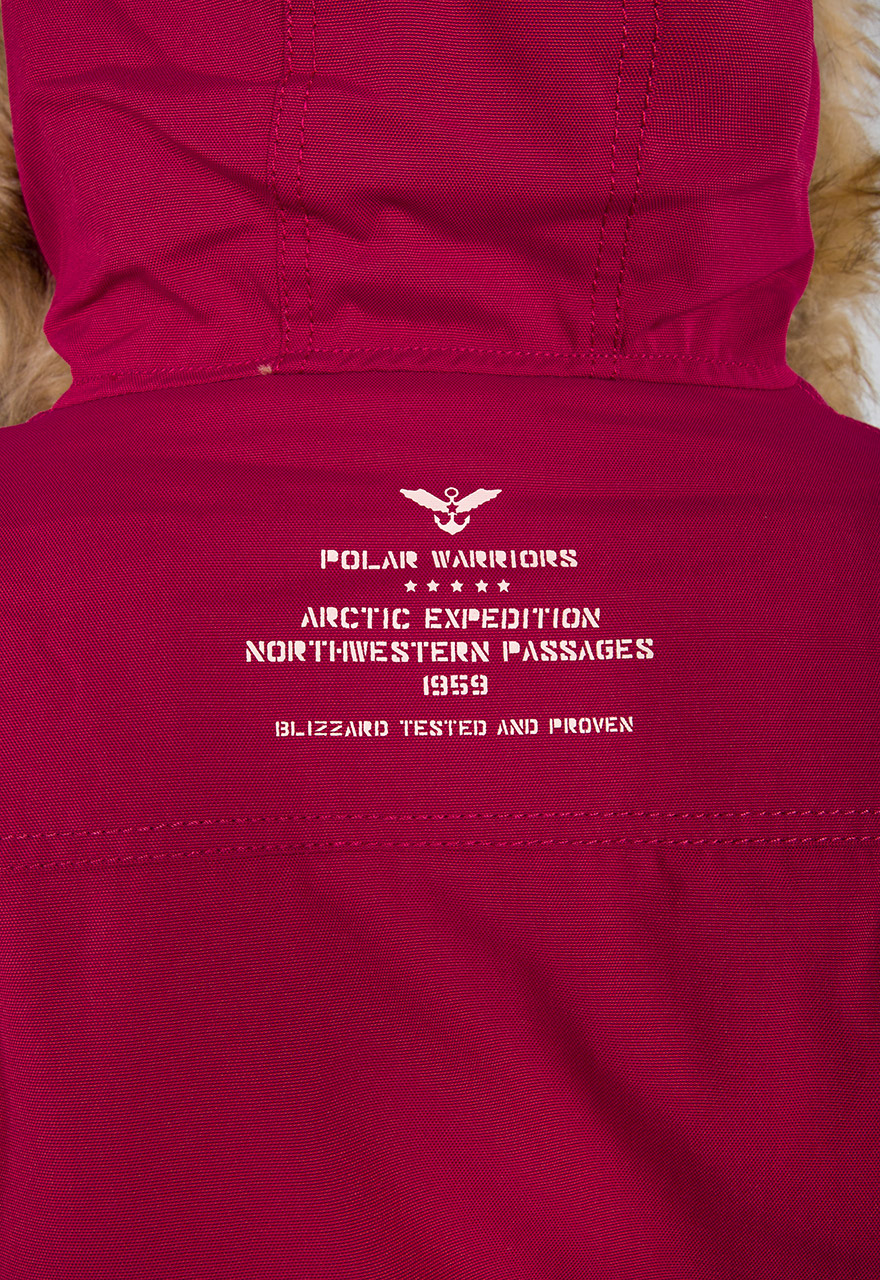 POLAR WARRIORS
ARCTIC EXPEDITION
NORTHWESTERN PASSAGES
1959
BLIZZARD TESTED AND PROVEN